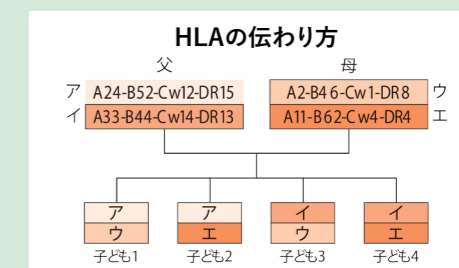 HLAの伝わり方
父 母
ア A24-B52-Cw12-DR15 A2-B46-Cw1-DR8 ウ
イ A33-B44-Cw14-DR13 A11-B62-Cw4-DR4 エ
ア ア イ イ
ウ エ ウ エ
子ども1 子ども2 子ども3 子ども4